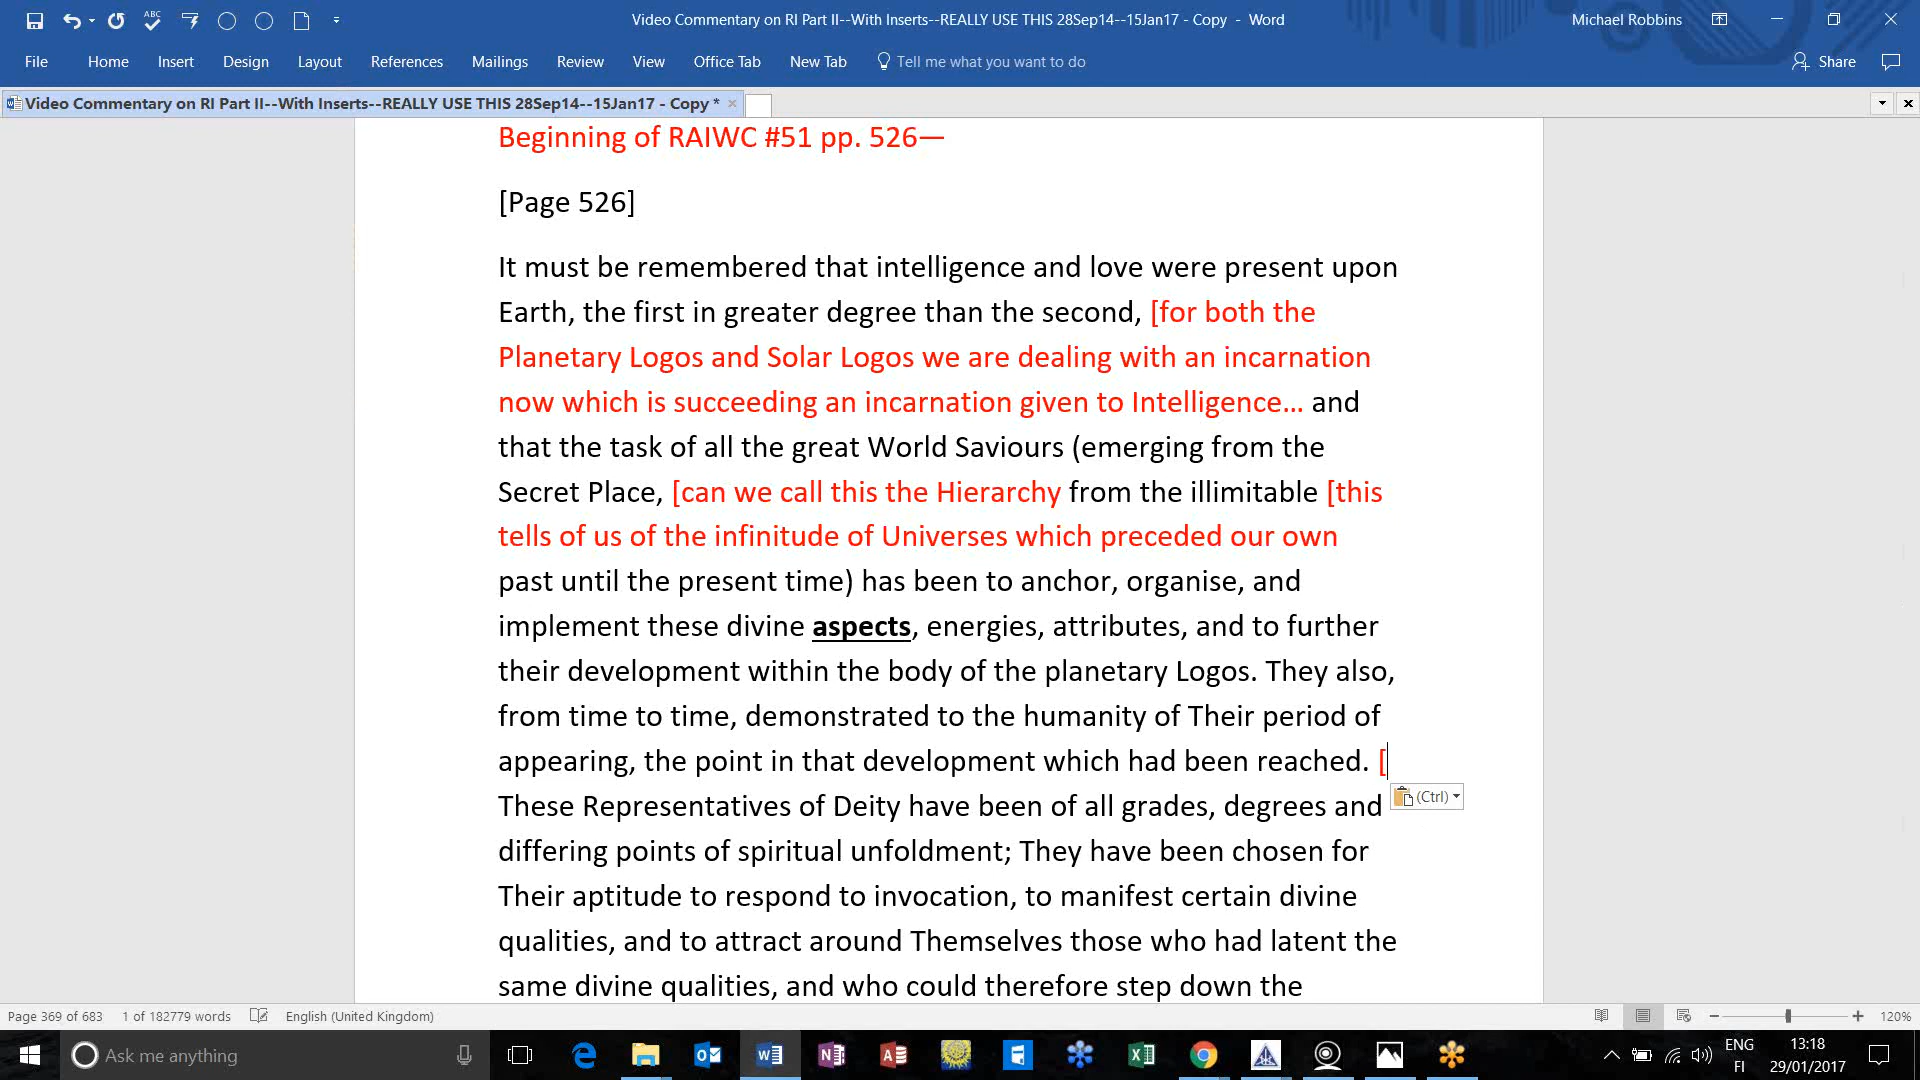 ABC
Video Commentary on RI Part II--With Inserts--REALLY USE THIS 28Sep14--15Jan17 - Copy - Word
Michael Robbins
File Home Insert Design Layout References Mailings Review View Office Tab New Tab Tell me what you want to do Share
Video Commentary on RI Part II--With Inserts--REALLY USE THIS 28Sep14--15Jan17 - Copy *
Beginning of RAIWC #51 pp. 526—
[Page 526]
It must be remembered that intelligence and love were present upon
Earth, the first in greater degree than the second, [for both the
Planetary Logos and Solar Logos we are dealing with an incarnation
now which is succeeding an incarnation given to Intelligence… and
that the task of all the great World Saviours (emerging from the
Secret Place, [can we call this the Hierarchy from the illimitable [this
tells of us of the infinitude of Universes which preceded our own
past until the present time) has been to anchor, organise, and
implement these divine aspects, energies, attributes, and to further
their development within the body of the planetary Logos. They also,
from time to time, demonstrated to the humanity of Their period of
appearing, the point in that development which had been reached. [
(Ctrl)
These Representatives of Deity have been of all grades, degrees and
differing points of spiritual unfoldment; They have been chosen for
Their aptitude to respond to invocation, to manifest certain divine
qualities, and to attract around Themselves those who had latent the
same divine qualities, and who could therefore step down the
Page 369 of 683 1 of 182779 words English (United Kingdom) 120%
Ask me anything
ENG
FI
13:18
29/01/2017